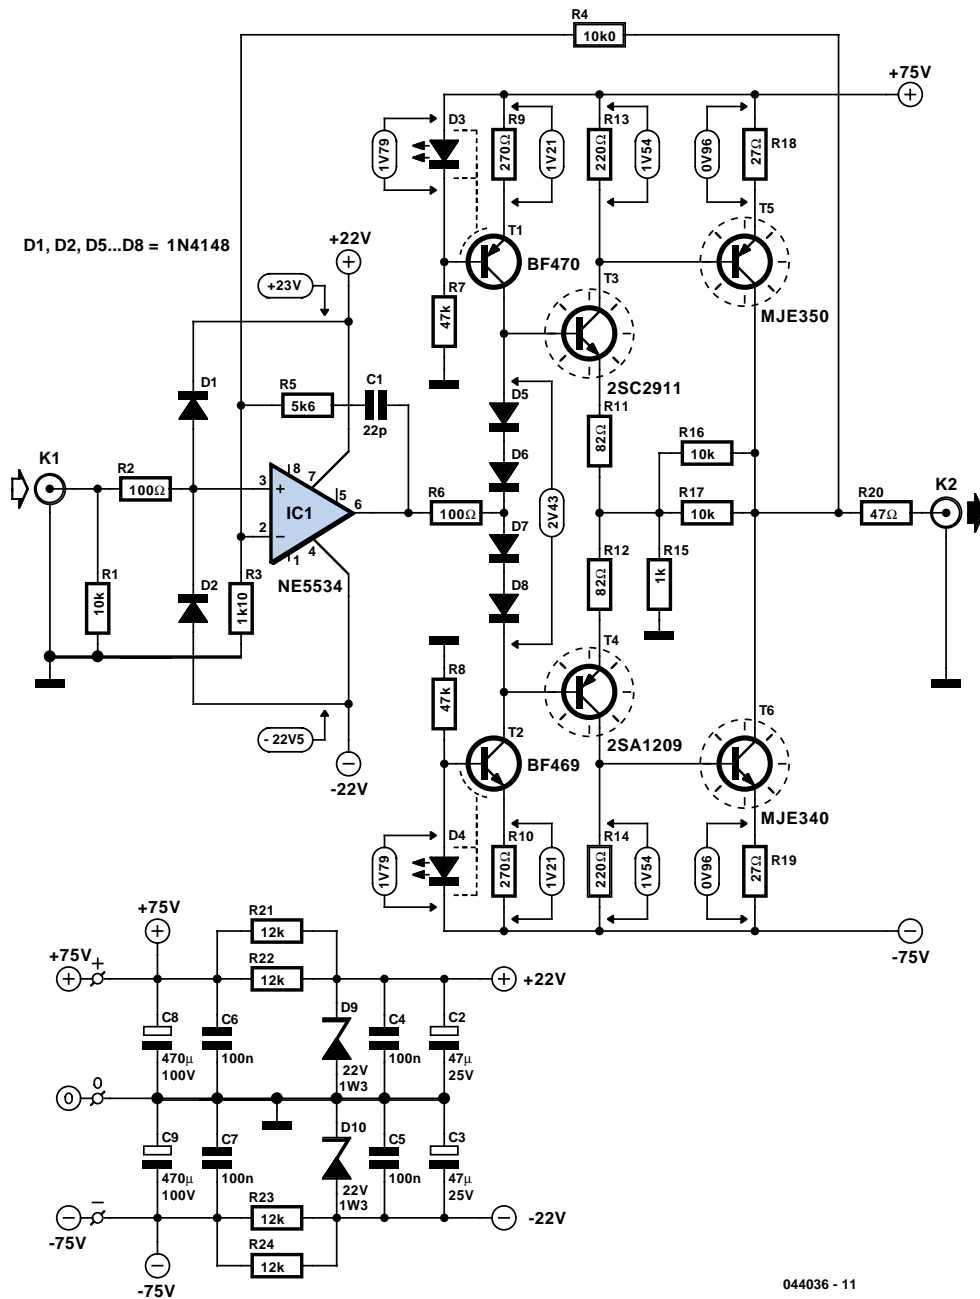 R4
10k0
+75V
D3
R9
R13
1V79
270Ω
1V21
220Ω
1V54
0V96
27Ω
R18
T1
T5
D1, D2, D5...D8 = 1N4148
+22V
BF470
T3
+23V
R7
47k
MJE350
2SC2911
D1
R5
C1
5k6
22p
D5
R11
82Ω
R16
10k
K1
R2
100Ω
8
7
3
+
5
6
IC1
2
–
1
4
NE5534
R6
100Ω
D6
2V43
R17
10k
R20
47Ω
K2
D7
R1
10k
D2
R3
1k10
D8
R12
82Ω
R15
1k
R8
47k
T4
T2
T6
-22V5
2SA1209
BF469
-22V
MJE340
D4
R10
R14
1V79
270Ω
1V21
220Ω
1V54
0V96
27Ω
R19
+75V
R21
12k
-75V
+75V
+
R22
12k
+22V
D9
C8
C6
C4
C2
470µ
100V
100n
22V
1W3
100n
47µ
25V
0
0
D10
C9
C7
C5
C3
470µ
100V
100n
22V
1W3
100n
47µ
25V
R23
–
12k
-22V
-75V
R24
12k
-75V
044036 - 11